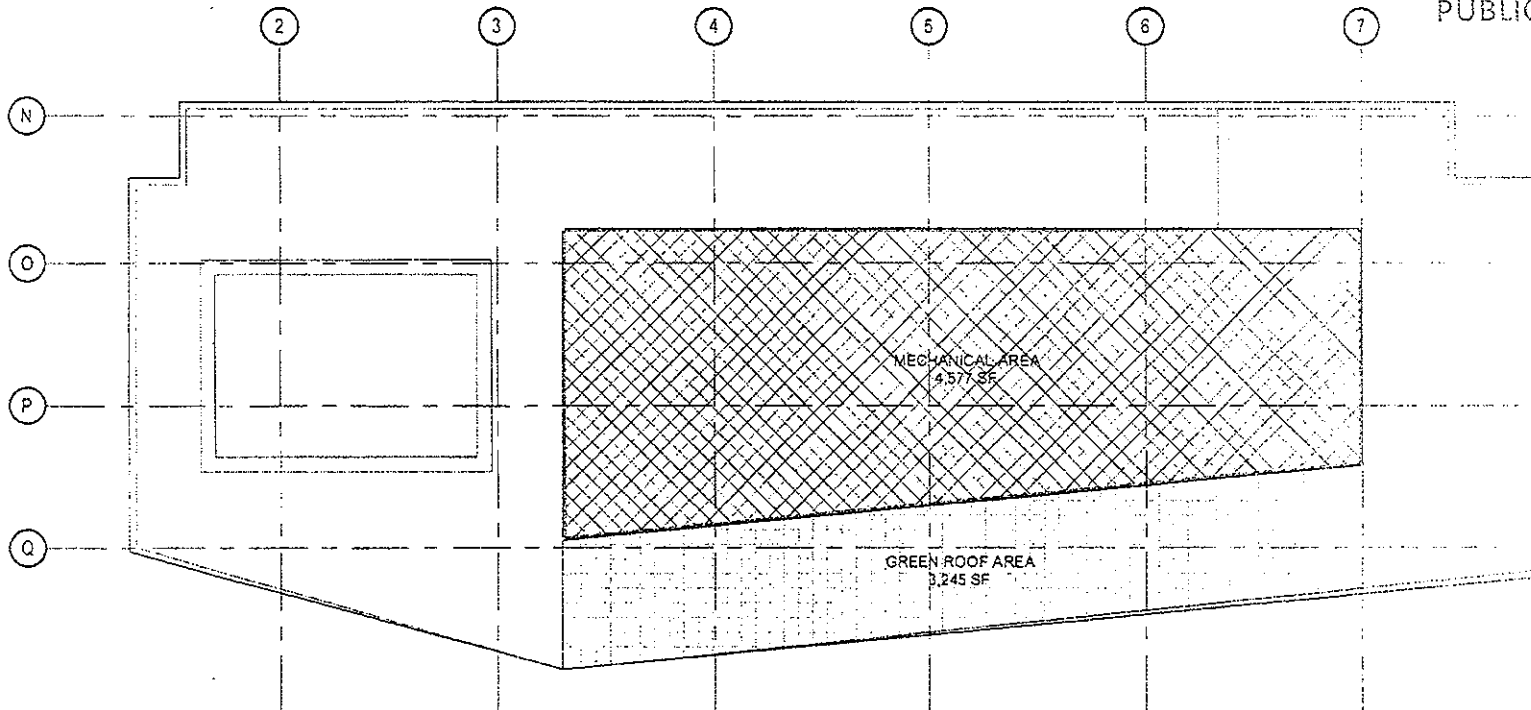 PUBLIC
2
3
4
5
6
7
N
O
P
Q
MECHANICAL AREA
4,577 SF
GREEN ROOF AREA
3,245 SF